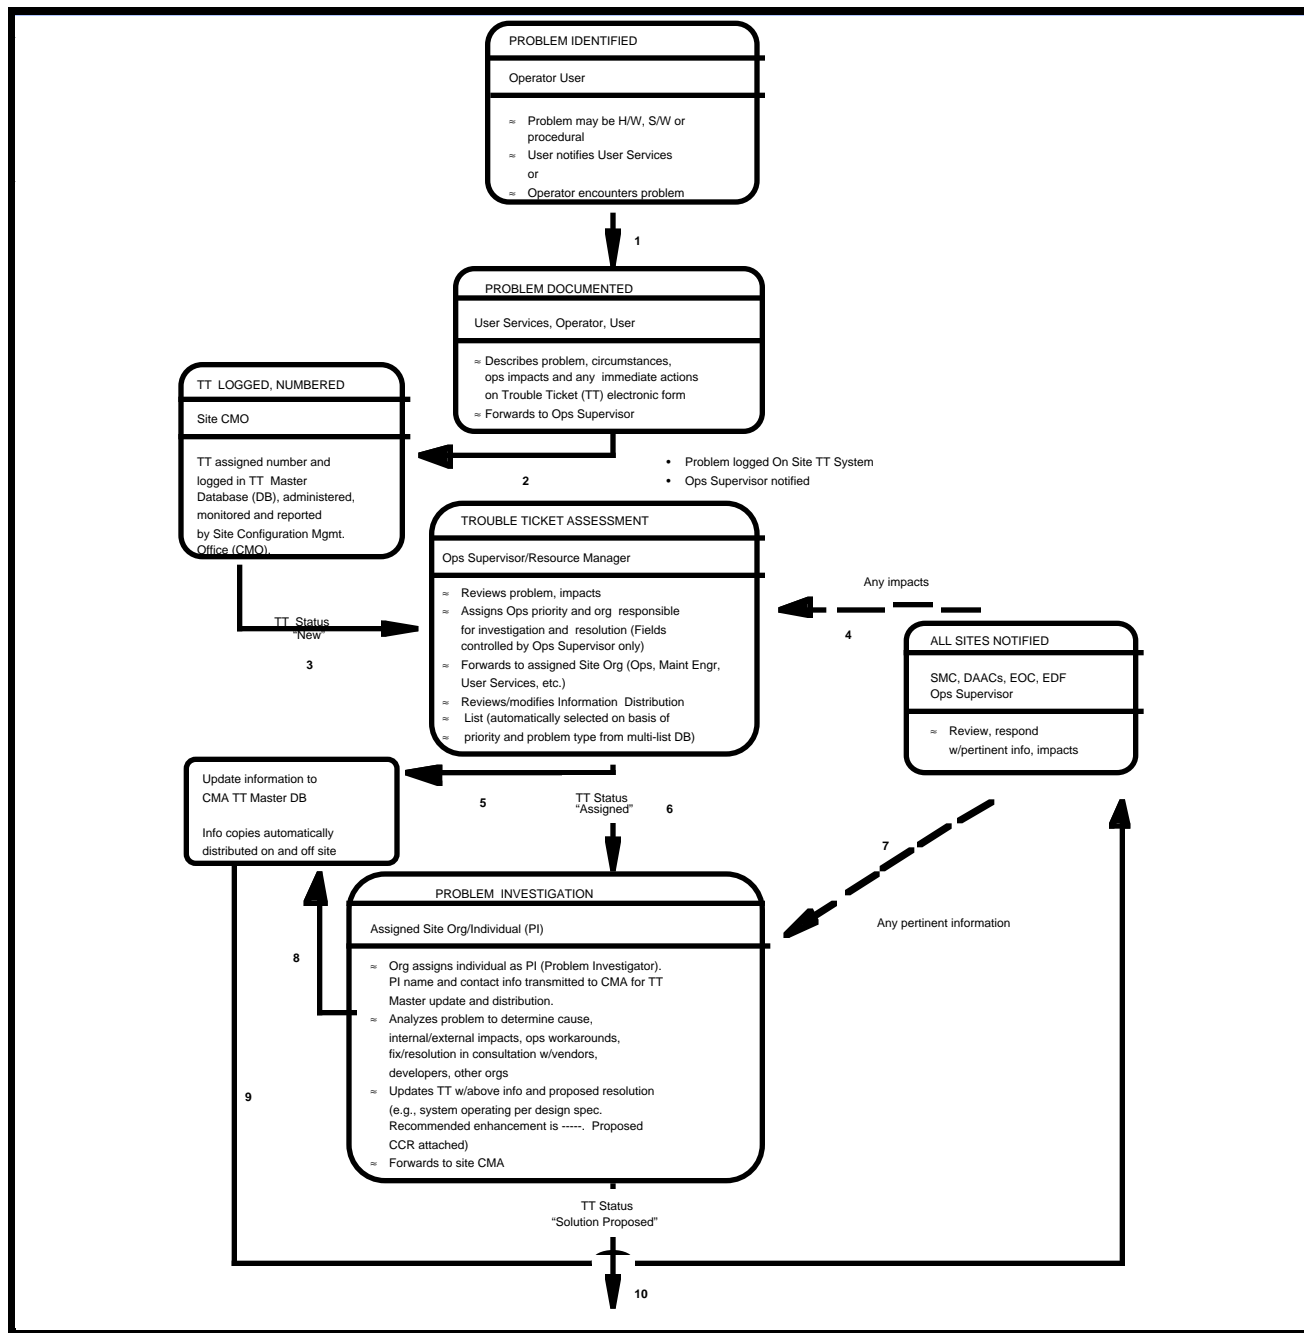 PROBLEM IDENTIFIED
Operator User
≈ Problem may be H/W, S/W or
procedural
≈ User notifies User Services
or
≈ Operator encounters problem
1
PROBLEM DOCUMENTED
User Services, Operator, User
≈ Describes problem, circumstances,
ops impacts and any immediate actions
on Trouble Ticket (TT) electronic form
≈ Forwards to Ops Supervisor
TT LOGGED, NUMBERED
Site CMO
TT assigned number and
logged in TT Master
Database (DB), administered,
monitored and reported
by Site Configuration Mgmt.
Office (CMO).
2
• Problem logged On Site TT System
• Ops Supervisor notified
TROUBLE TICKET ASSESSMENT
Ops Supervisor/Resource Manager
≈ Reviews problem, impacts
≈ Assigns Ops priority and org responsible
for investigation and resolution (Fields
controlled by Ops Supervisor only)
≈ Forwards to assigned Site Org (Ops, Maint Engr,
User Services, etc.)
≈ Reviews/modifies Information Distribution
≈ List (automatically selected on basis of
≈ priority and problem type from multi-list DB)
TT Status
“New”
3
Any impacts
4
ALL SITES NOTIFIED
SMC, DAACs, EOC, EDF
Ops Supervisor
≈ Review, respond
w/pertinent info, impacts
Update information to
CMA TT Master DB
Info copies automatically
distributed on and off site
5
TT Status
“Assigned”
6
7
Any pertinent information
PROBLEM INVESTIGATION
Assigned Site Org/Individual (PI)
≈ Org assigns individual as PI (Problem Investigator).
PI name and contact info transmitted to CMA for TT
Master update and distribution.
≈ Analyzes problem to determine cause,
internal/external impacts, ops workarounds,
fix/resolution in consultation w/vendors,
developers, other orgs
≈ Updates TT w/above info and proposed resolution
(e.g., system operating per design spec.
Recommended enhancement is -----. Proposed
CCR attached)
≈ Forwards to site CMA
8
9
TT Status
“Solution Proposed”
10